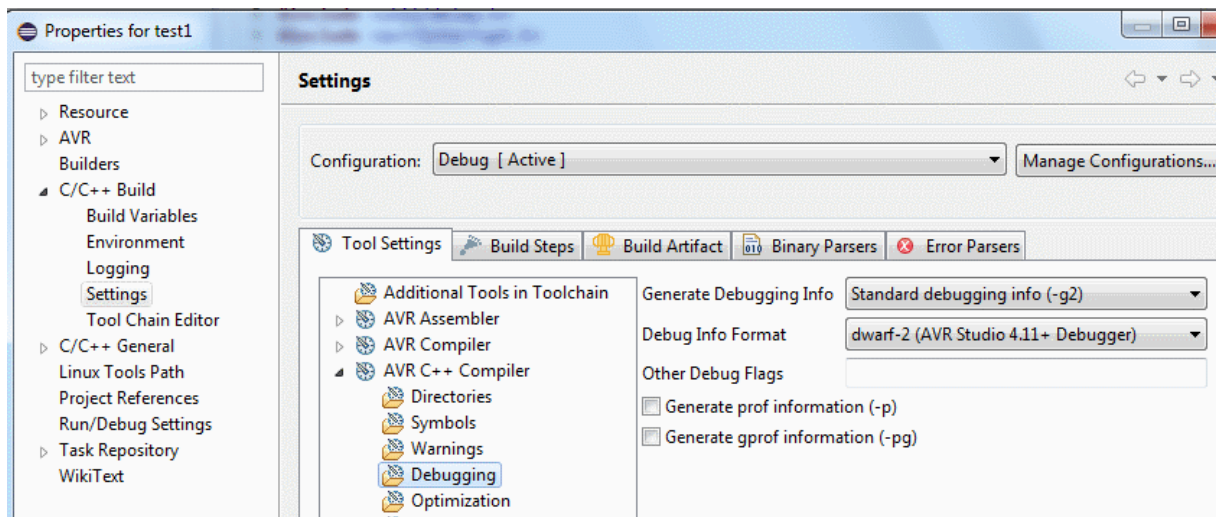 Properties for test1
type filter text
Resource
AVR
Builders
C/C++ Build
Build Variables
Environment
Logging
Settings
Tool Chain Editor
C/C++ General
Linux Tools Path
Project References
Run/Debug Settings
Task Repository
WikiText
Settings
Configuration: Debug [ Active ] Manage Configurations...
Tool Settings Build Steps Build Artifact 010 Binary Parsers Error Parsers
Additional Tools in Toolchain
AVR Assembler
AVR Compiler
AVR C++ Compiler
Directories
Symbols
Warnings
Debugging
Optimization
Generate Debugging Info Standard debugging info (-g2)
Debug Info Format dwarf-2 (AVR Studio 4.11+ Debugger)
Other Debug Flags
Generate prof information (-p)
Generate gprof information (-pg)